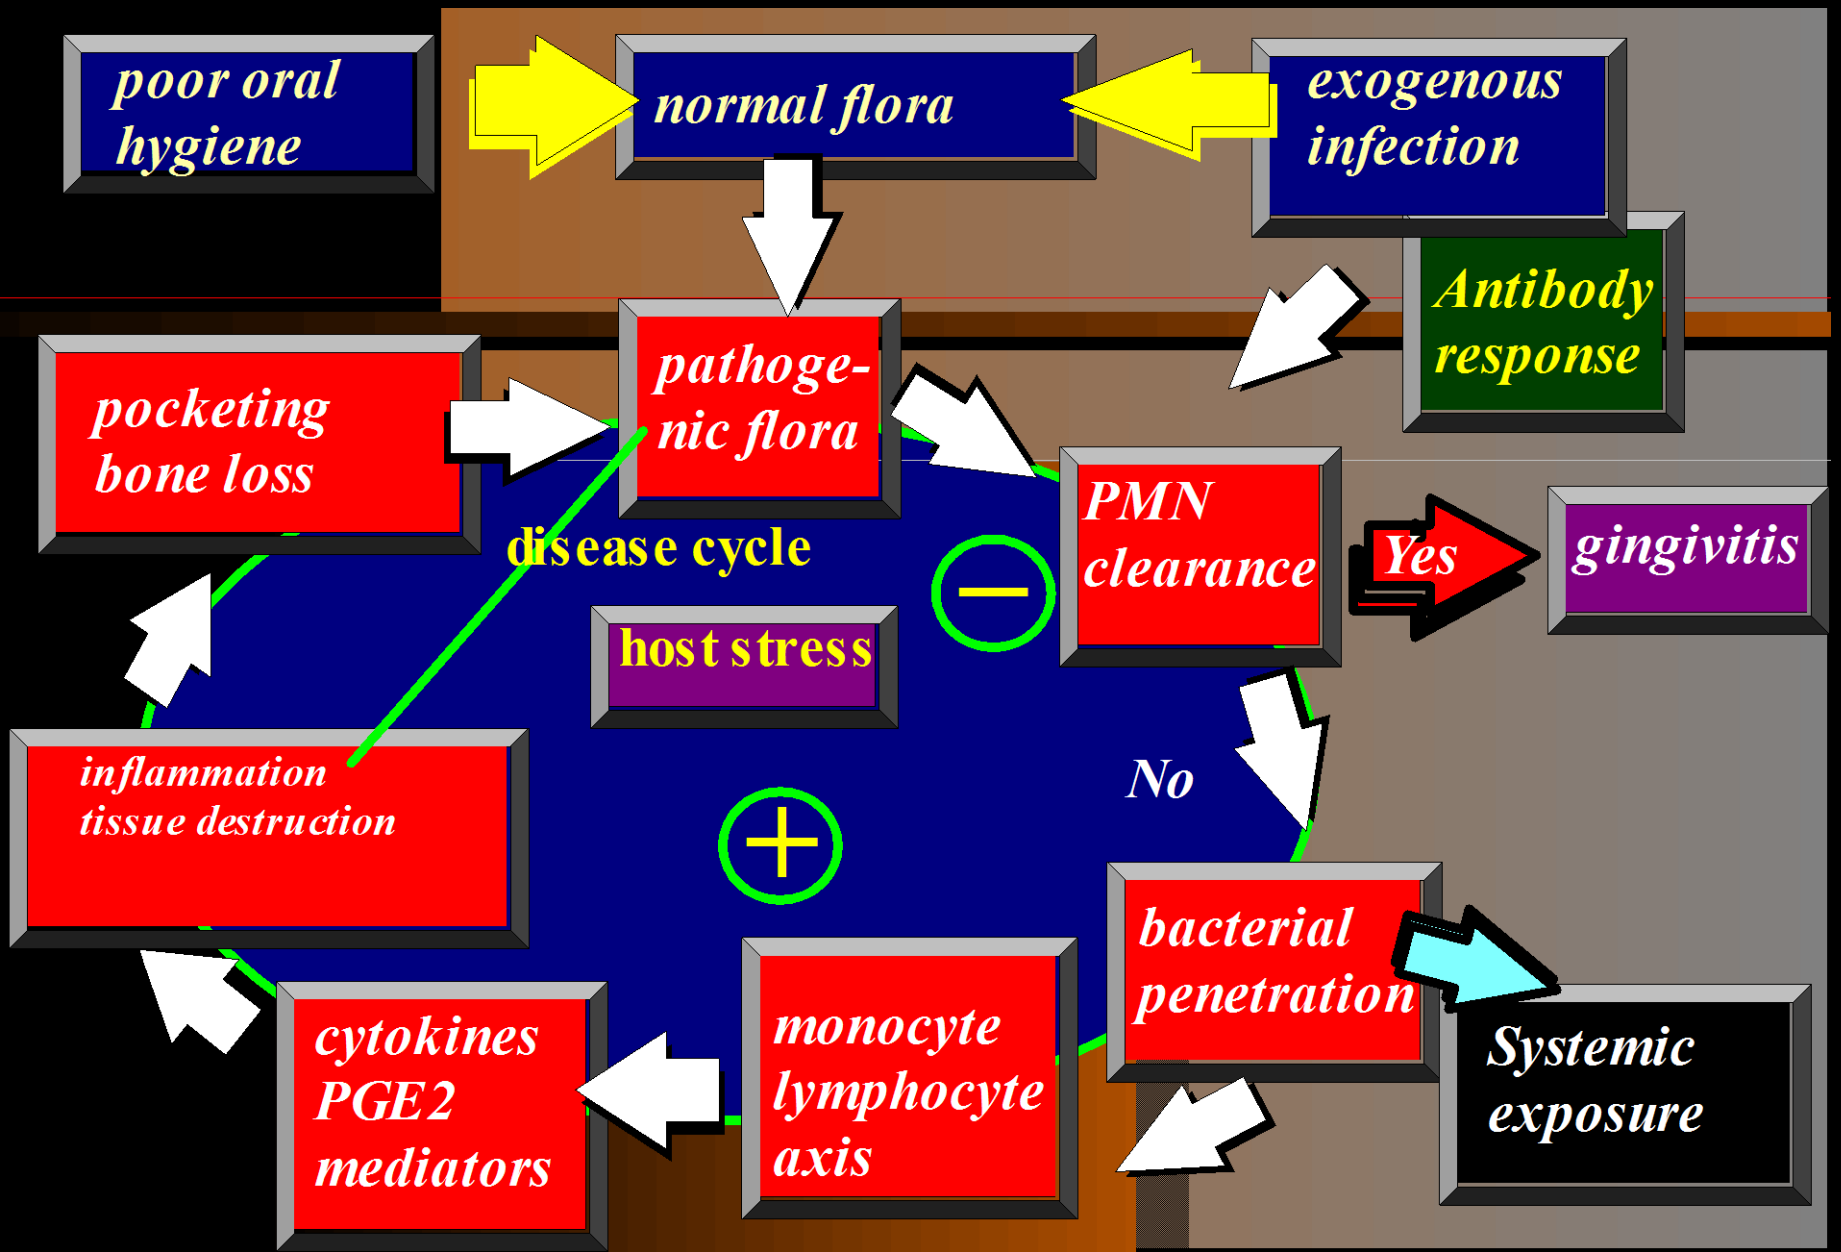 poor oral
hygiene
normal flora
exogenous
infection
Antibody
response
pathoge-
nic flora
pocketing
bone loss
PMN
clearance
Yes
gingivitis
disease cycle
−
host stress
No
+
inflammation
tissue destruction
bacterial
penetration
monocyte
lymphocyte
axis
cytokines
PGE2
mediators
Systemic
exposure